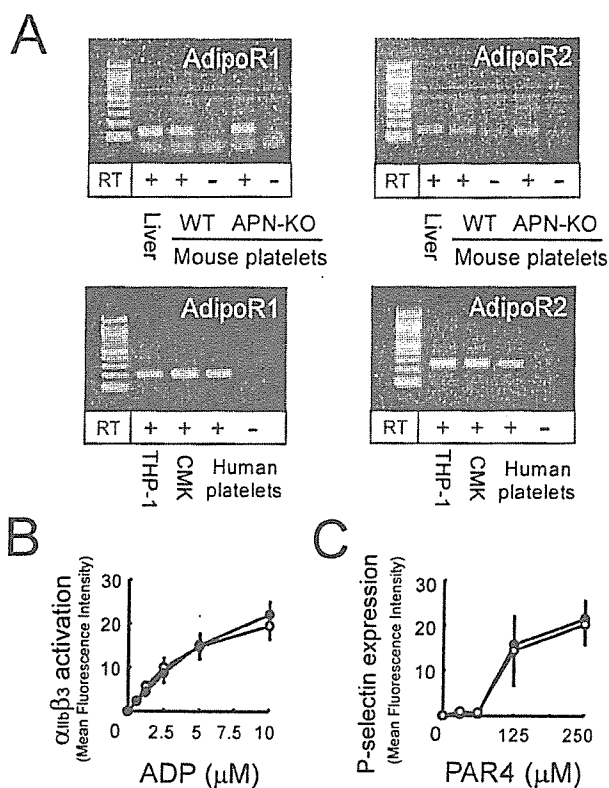 A
AdipoR1
AdipoR2
RT + + - + -
RT + + - + -
Liver WT APN-KO
Mouse platelets
Liver WT APN-KO
Mouse platelets
AdipoR1
AdipoR2
RT + + + -
RT + + + -
THP-1 CMK Human platelets
THP-1 CMK Human platelets
B
αIIbβ3 activation
(Mean Fluorescence Intensity)
30
20
10
0 2.5 5 7.5 10
ADP (μM)
C
P-selectin expression
(Mean Fluorescence Intensity)
30
20
10
0 125 250
PAR4 (μM)